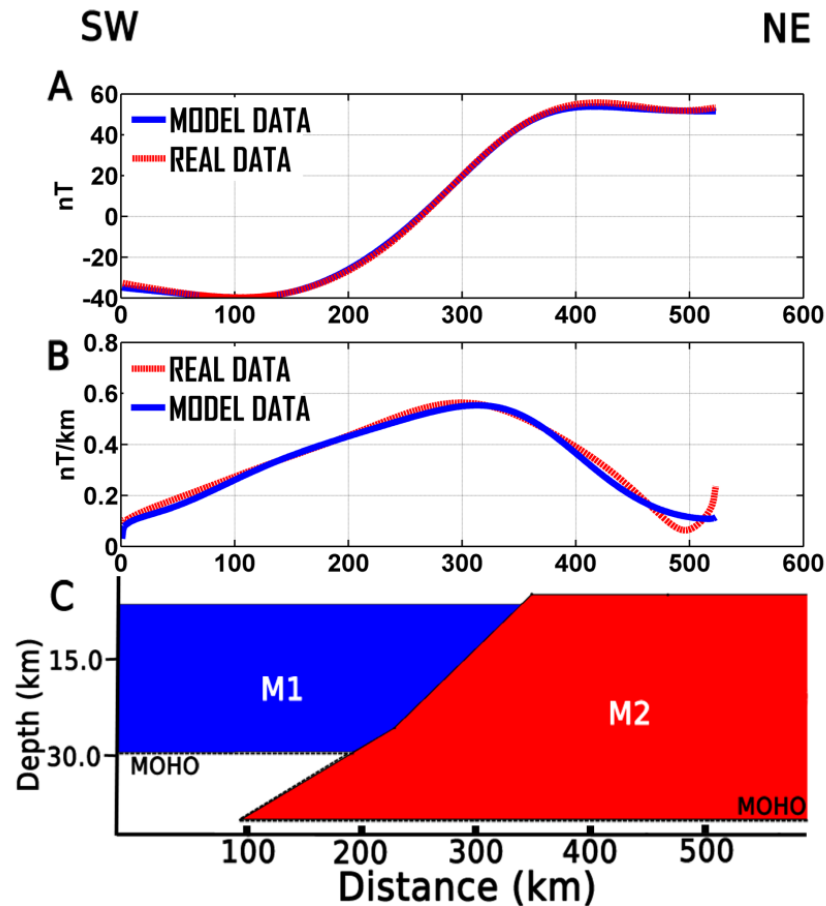 SW NE
A
60
40
20
0
-20
-40
nT
MODEL DATA
REAL DATA
0 100 200 300 400 500 600
B
0.8
0.6
0.4
0.2
0
nT/km
REAL DATA
MODEL DATA
0 100 200 300 400 500 600
C
15.0
30.0
Depth (km)
M1
M2
MOHO
MOHO
100 200 300 400 500
Distance (km)